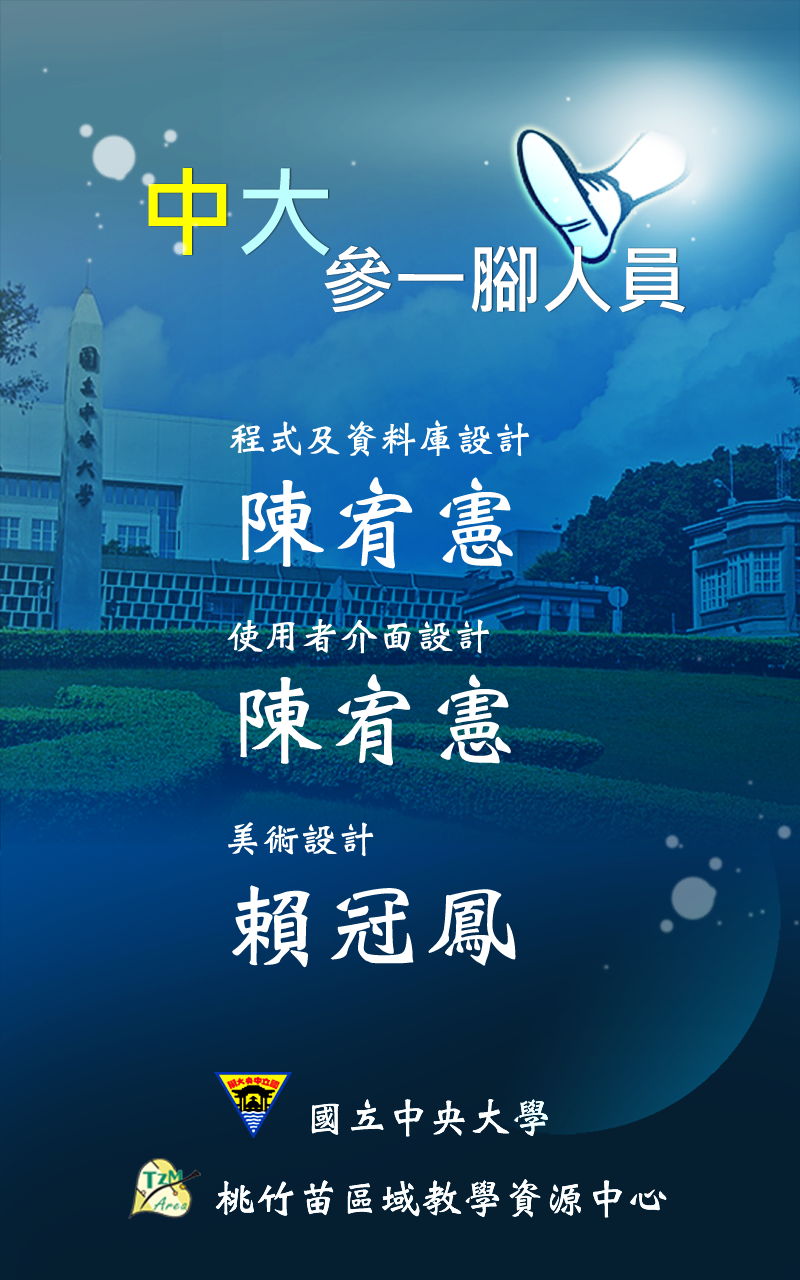 中大
參一腳人員
國立中央大學
程式及資料庫設計
陳宥憲
使用者介面設計
陳宥憲
美術設計
賴冠鳳
國立中央大學
國立中央大學
TZM
Area
桃竹苗區域教學資源中心